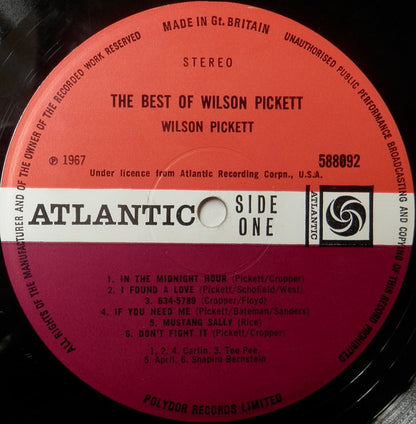 MADE IN Gt. BRITAIN
ALL RIGHTS OF THE MANUFACTURER AND OF THE OWNER OF THE RECORDED WORK RESERVED
UNAUTHORISED PUBLIC PERFORMANCE BROADCASTING AND COPYING OF THIS RECORD PROHIBITED
STEREO
THE BEST OF WILSON PICKETT
WILSON PICKETT
℗ 1967
588092
Under licence from Atlantic Recording Corpn., U.S.A.
ATLANTIC
SIDE ONE
ATLANTIC
1. IN THE MIDNIGHT HOUR (Pickett/Cropper)
2. I FOUND A LOVE (Pickett/Schofield/West)
3. 634-5789 (Cropper/Floyd)
4. IF YOU NEED ME (Pickett/Bateman/Sanders)
5. MUSTANG SALLY (Rice)
6. DON'T FIGHT IT (Pickett/Cropper)
1, 2, 4. Carlin. 3. Tee Pee.
5. April. 6. Shapiro Bernstein
POLYDOR RECORDS LIMITED